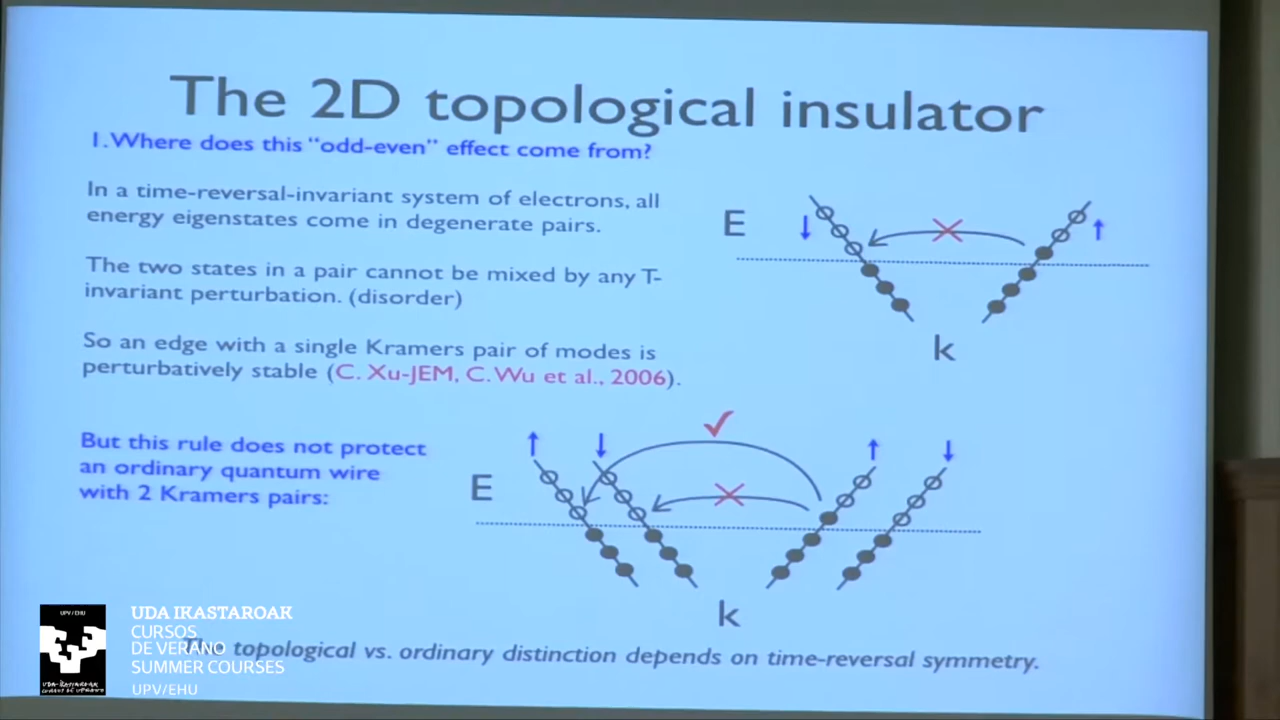 The 2D topological insulator
1. Where does this “odd-even” effect come from?
In a time-reversal-invariant system of electrons, all
energy eigenstates come in degenerate pairs.
The two states in a pair cannot be mixed by any T-
invariant perturbation. (disorder)
So an edge with a single Kramers pair of modes is
perturbatively stable (C. Xu-JEM, C. Wu et al., 2006).
E
k
But this rule does not protect
an ordinary quantum wire
with 2 Kramers pairs:
E
k
topological vs. ordinary distinction depends on time-reversal symmetry.
UPV / EHU
UDA IKASTAROAK
CURSOS
DE VERANO
SUMMER COURSES
UPV/EHU